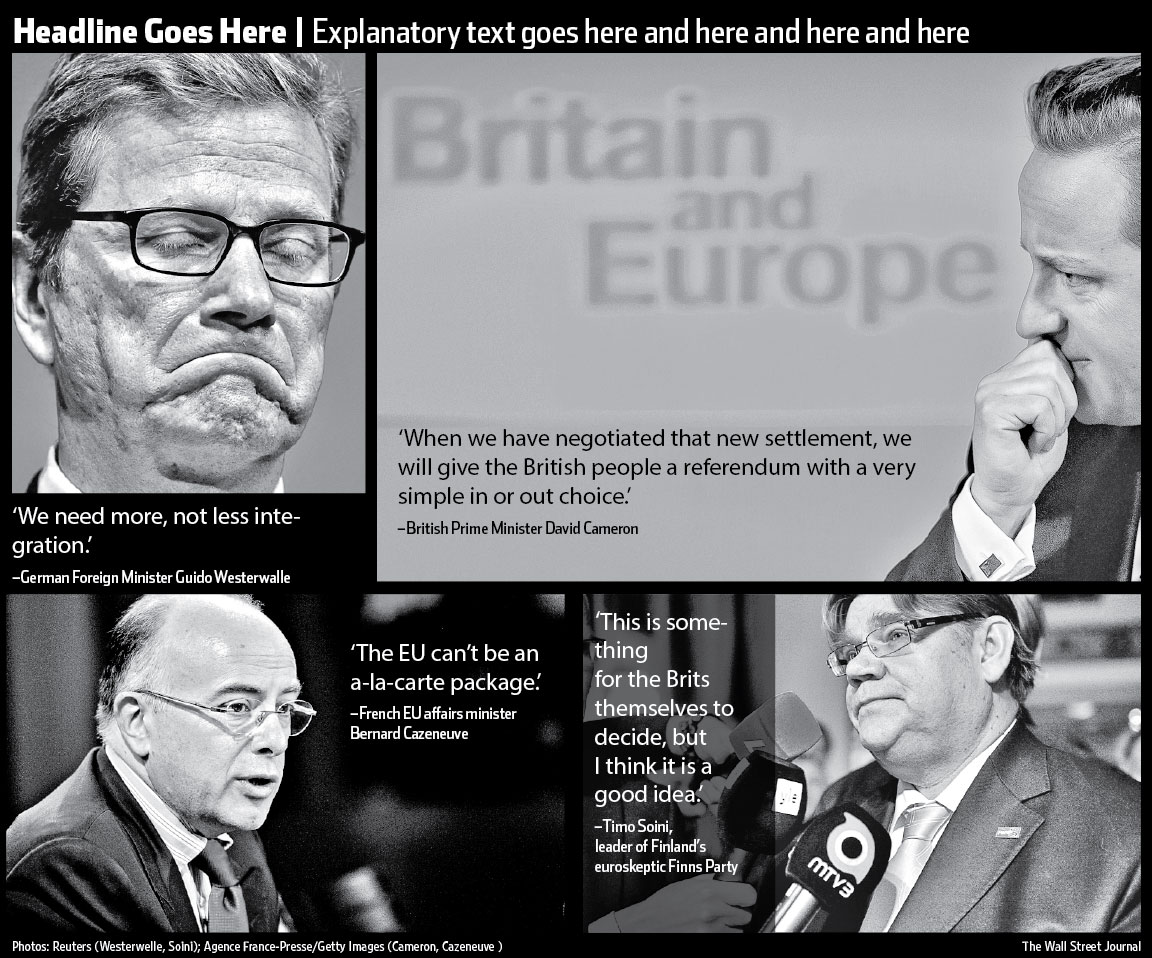 Headline Goes Here | Explanatory text goes here and here and here and here
Britain
and
Europe
‘When we have negotiated that new settlement, we
will give the British people a referendum with a very
simple in or out choice.’
–British Prime Minister David Cameron
‘We need more, not less inte-
gration.’
–German Foreign Minister Guido Westerwalle
‘The EU can’t be an
a-la-carte package.’
–French EU affairs minister
Bernard Cazeneuve
‘This is some-
thing
for the Brits
themselves to
decide, but
I think it is a
good idea.’
–Timo Soini,
leader of Finland’s
euroskeptic Finns Party
mtv3
Photos: Reuters (Westerwelle, Soini); Agence France-Presse/Getty Images (Cameron, Cazeneuve )
The Wall Street Journal